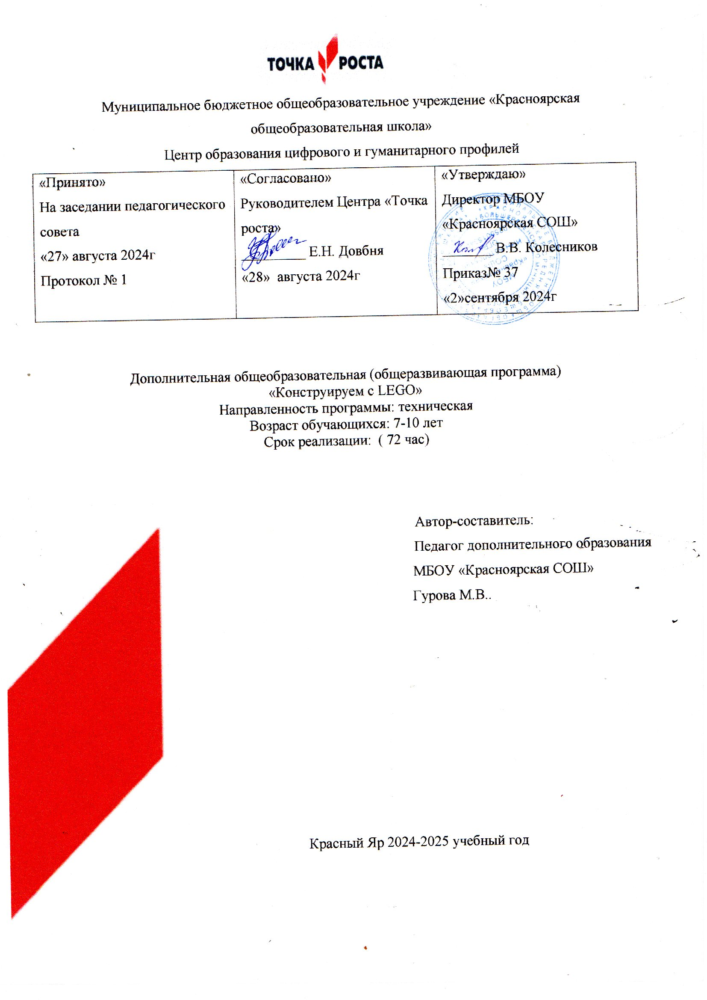 ТОЧКА РОСТА
Муниципальное бюджетное общеобразовательное учреждение «Красноярская
общеобразовательная школа»
Центр образования цифрового и гуманитарного профилей
«Принято»
На заседании педагогического
совета
«27» августа 2024г
Протокол № 1
«Согласовано»
Руководителем Центра «Точка
роста»
____________ Е.Н. Довбня
«28» августа 2024г
«Утверждаю»
Директор МБОУ
«Красноярская СОШ»
_________ В.В. Колесников
Приказ№ 37
«2»сентября 2024г
Дополнительная общеобразовательная (общеразвивающая программа)
«Конструируем с LEGO»
Направленность программы: техническая
Возраст обучающихся: 7-10 лет
Срок реализации: ( 72 час)
Автор-составитель:
Педагог дополнительного образования
МБОУ «Красноярская СОШ»
Гурова М.В..
Красный Яр 2024-2025 учебный год